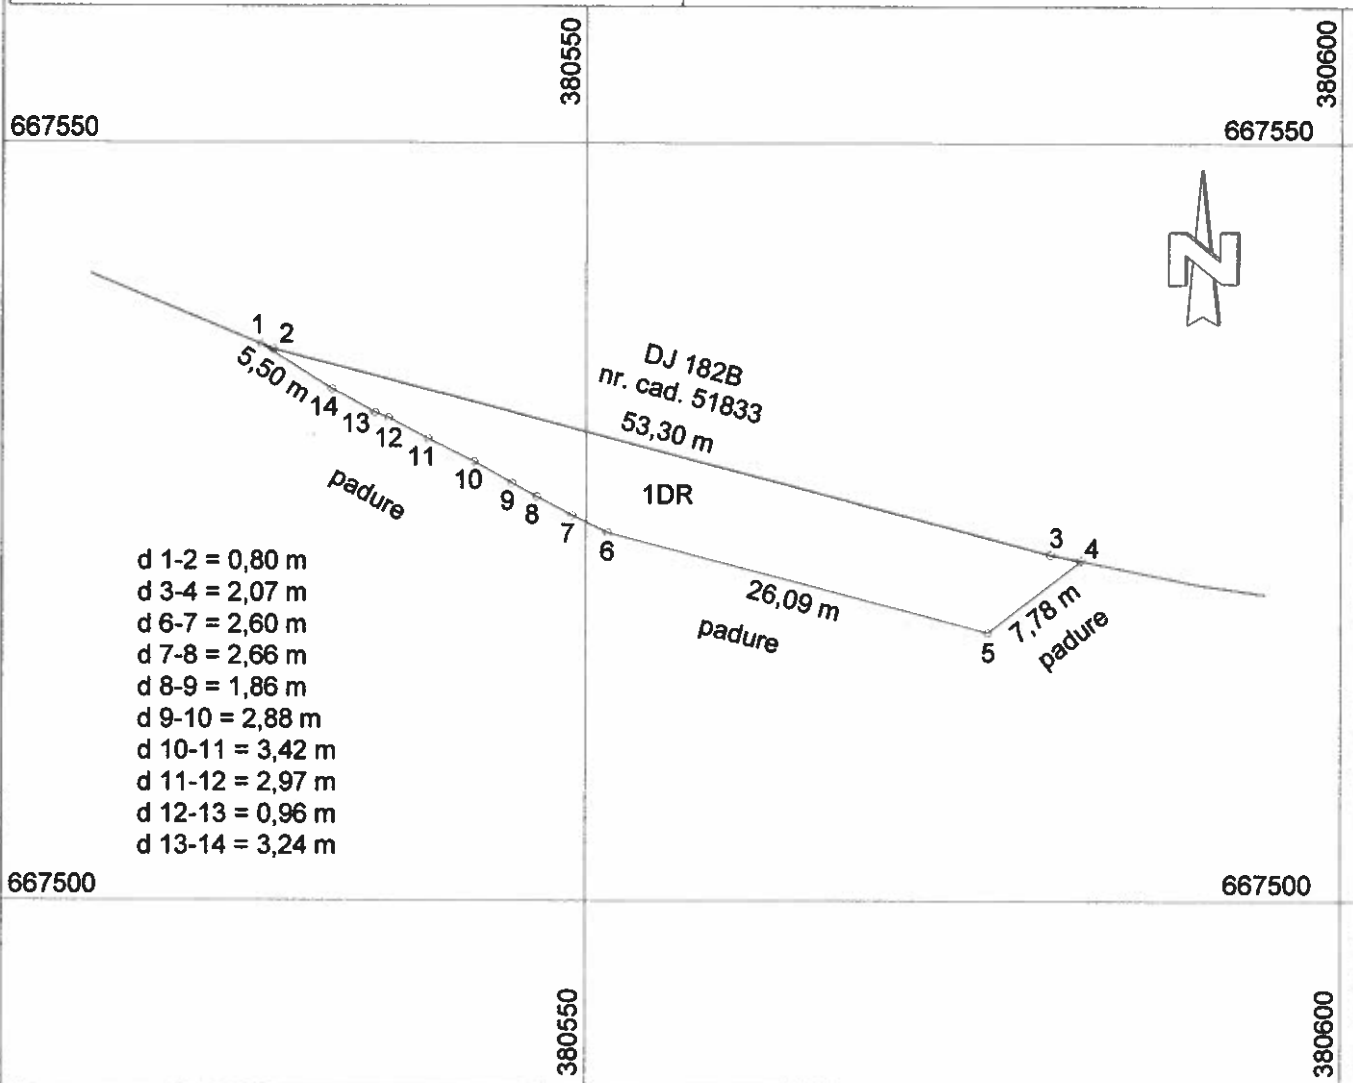 380550
380600
667550
667550
N
1
2
5,50 m
DJ 182B
nr. cad. 51833
53,30 m
14
13
12
11
10
9
8
7
6
padure
1DR
3
4
26,09 m
7,78 m
padure
padure
5
d 1-2 = 0,80 m
d 3-4 = 2,07 m
d 6-7 = 2,60 m
d 7-8 = 2,66 m
d 8-9 = 1,86 m
d 9-10 = 2,88 m
d 10-11 = 3,42 m
d 11-12 = 2,97 m
d 12-13 = 0,96 m
d 13-14 = 3,24 m
667500
667500
380550
380600